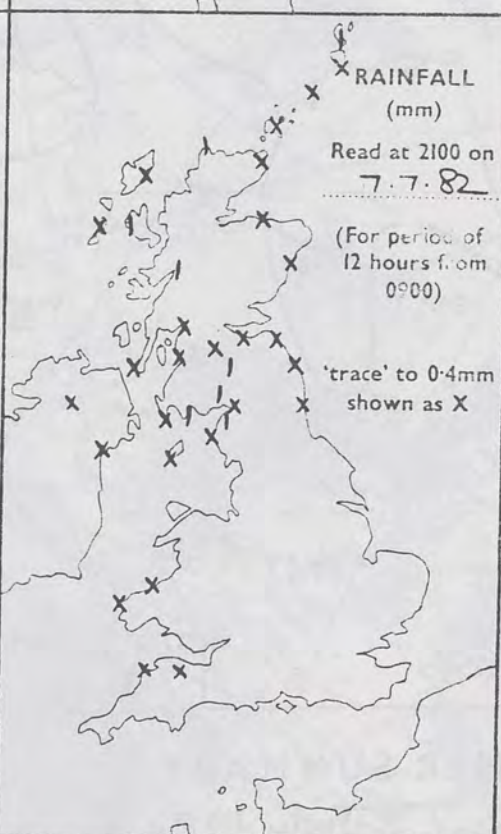 RAINFALL
(mm)
Read at 2100 on
7.7.82
(For period of
12 hours from
0900)
'trace' to 0·4mm
shown as X